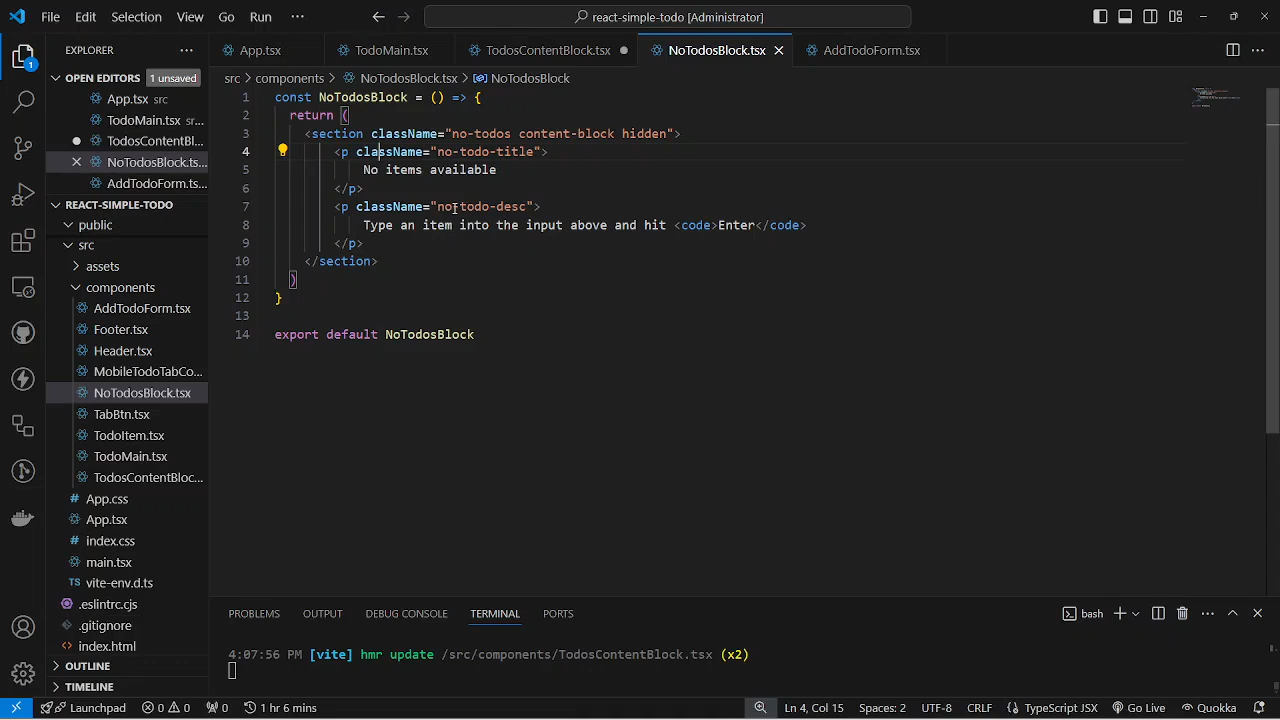 File Edit Selection View Go Run ··· react-simple-todo [Administrator]
EXPLORER ···
App.tsx TodoMain.tsx TodosContentBlock.tsx NoTodosBlock.tsx AddTodoForm.tsx ···
OPEN EDITORS 1 unsaved
App.tsx src
TodoMain.tsx s...
TodosContentB...
NoTodosBlock.ts...
AddTodoForm.ts...
REACT-SIMPLE-TODO
public
src
assets
components
AddTodoForm.tsx
Footer.tsx
Header.tsx
MobileTodoTabCo...
NoTodosBlock.tsx
TabBtn.tsx
TodoItem.tsx
TodoMain.tsx
TodosContentBloc...
App.css
App.tsx
index.css
main.tsx
TS vite-env.d.ts
.eslintrc.cjs
.gitignore
index.html
OUTLINE
TIMELINE
src > components > NoTodosBlock.tsx > NoTodosBlock
1 const NoTodosBlock = () => {
2 return (
3 <section className="no-todos content-block hidden">
4 <p className="no-todo-title">
5 No items available
6 </p>
7 <p className="no-todo-desc">
8 Type an item into the input above and hit <code>Enter</code>
9 </p>
10 </section>
11 )
12 }
13
14 export default NoTodosBlock
PROBLEMS OUTPUT DEBUG CONSOLE TERMINAL PORTS bash ···
4:07:56 PM [vite] hmr update /src/components/TodosContentBlock.tsx (x2)
Launchpad 0 0 0 1 hr 6 mins Ln 4, Col 15 Spaces: 2 UTF-8 CRLF TypeScript JSX Go Live Quokka